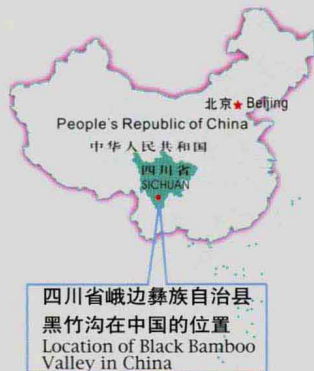 北京★ Beijing
People's Republic of China
中华人民共和国
四川省
SICHUAN
四川省峨边彝族自治县
黑竹沟在中国的位置
Location of Black Bamboo
Valley in China